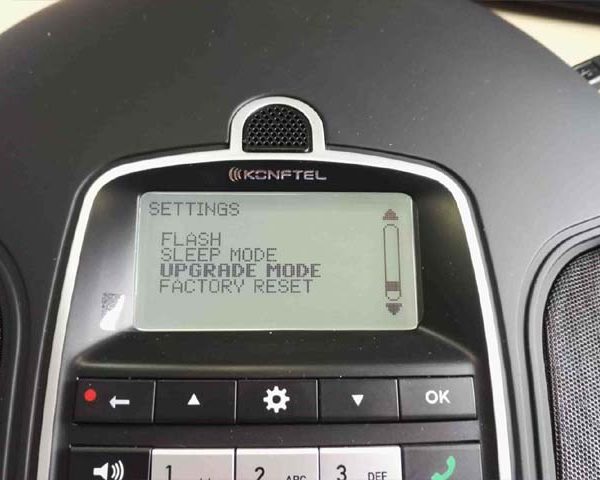 KONFTEL
SETTINGS
FLASH
SLEEP MODE
UPGRADE MODE
FACTORY RESET
OK
1 2 ABC 3 DEF